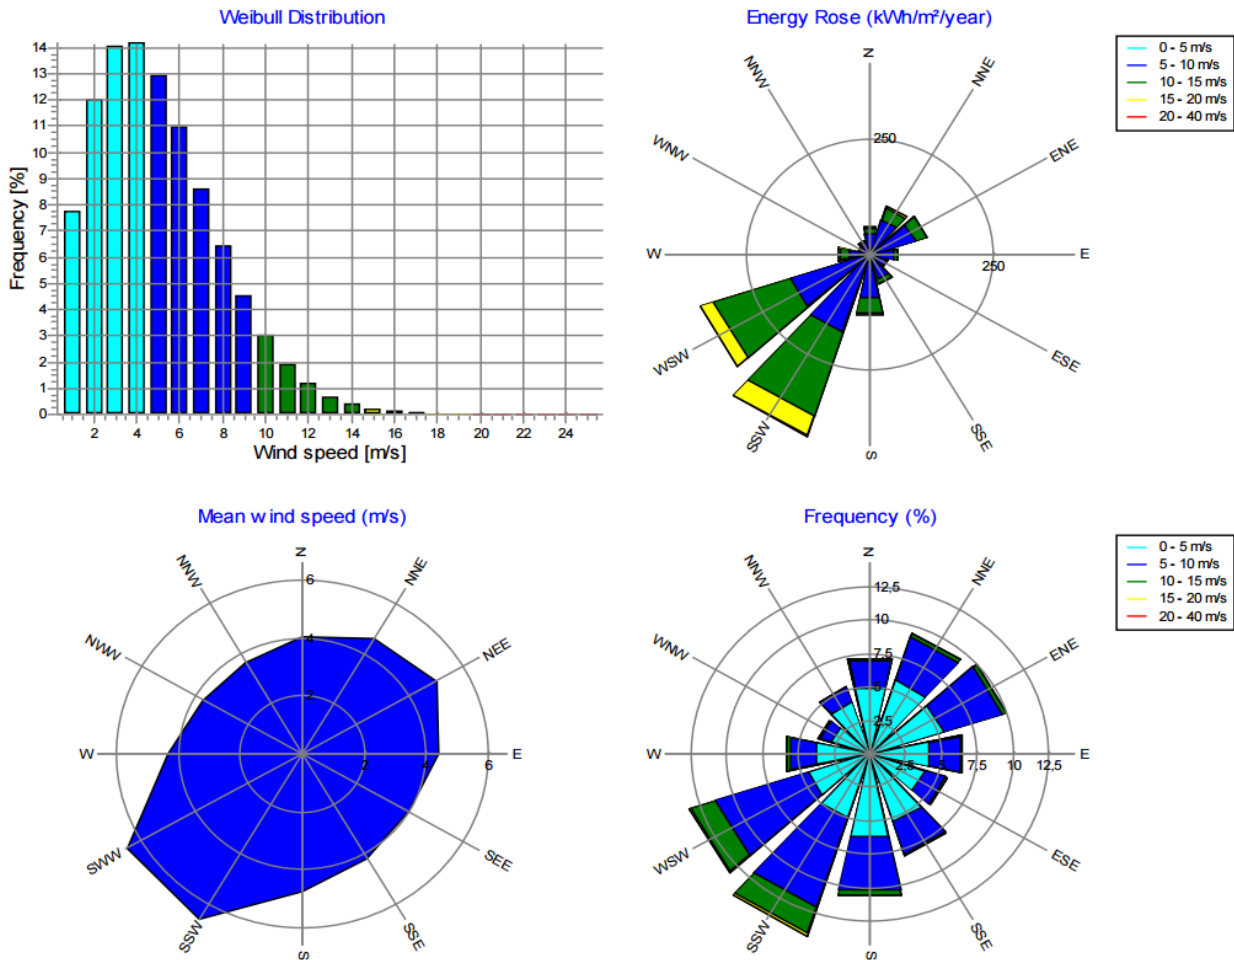 Weibull Distribution
14
13
12
11
10
9
8
7
6
5
4
3
2
1
0
Frequency [%]
2 4 6 8 10 12 14 16 18 20 22 24
Wind speed [m/s]
Energy Rose (kWh/m²/year)
N
NNE
ENE
E
ESE
SSE
S
SSW
WSW
W
WNW
NNW
250
250
0 - 5 m/s
5 - 10 m/s
10 - 15 m/s
15 - 20 m/s
20 - 40 m/s
Mean wind speed (m/s)
N
NNE
NEE
E
SEE
SSE
S
SSW
SWW
W
NWW
NNW
6
4
2
2 4 6
Frequency (%)
N
NNE
ENE
E
ESE
SSE
S
SSW
WSW
W
WNW
NNW
12,5
10
7,5
5
2,5
2,5 5 7,5 10 12,5
0 - 5 m/s
5 - 10 m/s
10 - 15 m/s
15 - 20 m/s
20 - 40 m/s